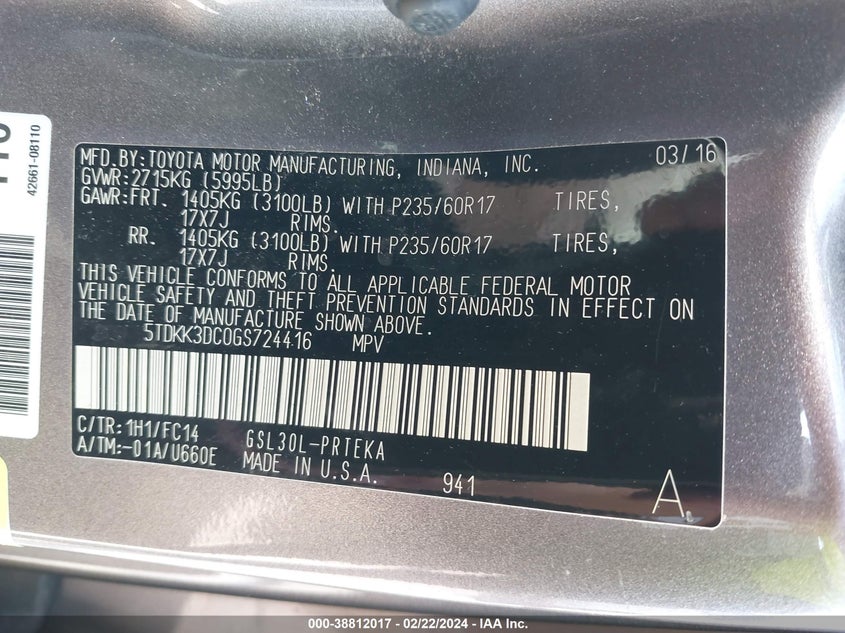 42661-08110
MFD.BY:TOYOTA MOTOR MANUFACTURING, INDIANA, INC. 03/16
GVWR:2715KG (5995LB)
GAWR:FRT. 1405KG (3100LB) WITH P235/60R17 TIRES,
17X7J RIMS.
RR. 1405KG (3100LB) WITH P235/60R17 TIRES,
17X7J RIMS.
THIS VEHICLE CONFORMS TO ALL APPLICABLE FEDERAL MOTOR
VEHICLE SAFETY AND THEFT PREVENTION STANDARDS IN EFFECT ON
THE DATE OF MANUFACTURE SHOWN ABOVE.
5TDKK3DC0GS724416 MPV
C/TR: 1H1/FC14 GSL30L-PRTEKA
A/TM:-01A/U660E MADE IN U.S.A. 941 A
000-38812017 - 02/22/2024 - IAA Inc.